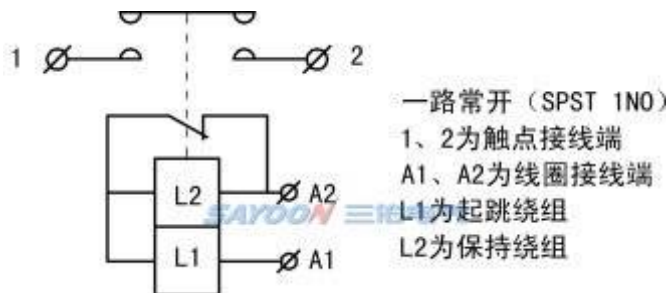 1
2
一路常开（SPST 1NO）
1、2为触点接线端
A1、A2为线圈接线端
L2
A2
SAYOON 三
L1为起跳绕组
L1
A1
L2为保持绕组